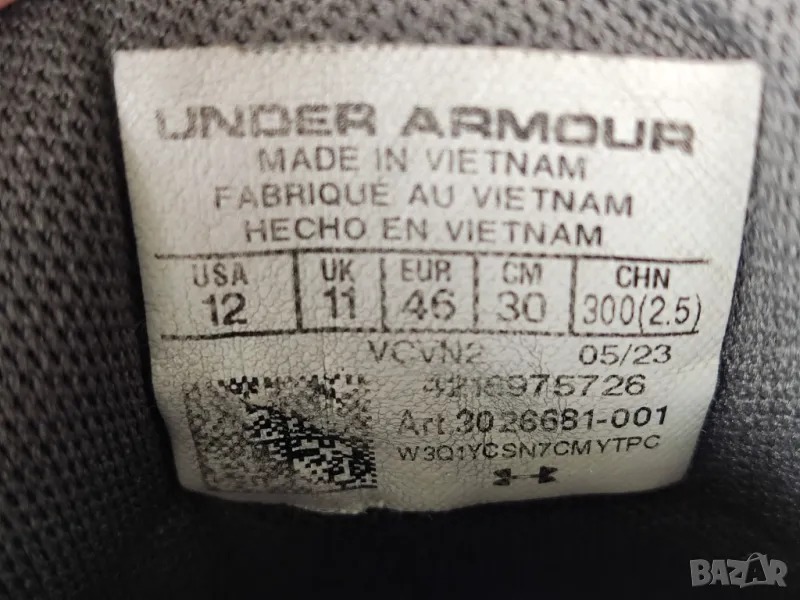 UNDER ARMOUR
MADE IN VIETNAM
FABRIQUÉ AU VIETNAM
HECHO EN VIETNAM
USA UK EUR CM CHN
12 11 46 30 300(2.5)
VCVN2 05/23
4216975726
Art.3026681-001
W3Q1YCSN7CMYTPC
BAZAR